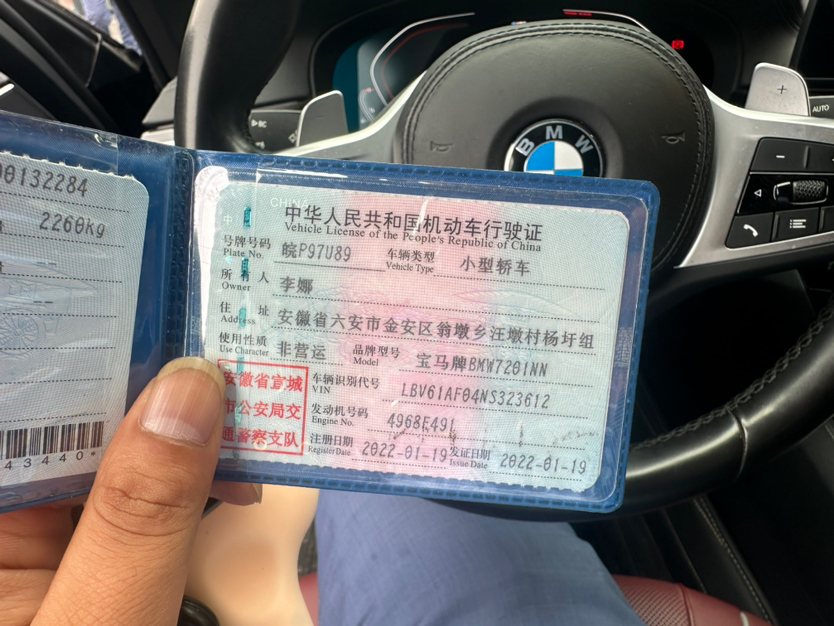 00132284
2260kg
43440*
CHINA
中华人民共和国机动车行驶证
Vehicle License of the People's Republic of China
号牌号码 皖P97U89 车辆类型 小型轿车
Plate No. Vehicle Type
所有人 李娜
Owner
住址 安徽省六安市金安区翁墩乡汪墩村杨圩组
Address
使用性质 非营运 品牌型号 宝马牌BMW7201NN
Use Character Model
安徽省宣城
市公安局交
通警察支队
车辆识别代号 LBV61AF04NS323612
VIN
发动机号码 4968E491
Engine No.
注册日期 2022-01-19 发证日期 2022-01-19
Register Date Issue Date
BMW
AUTO